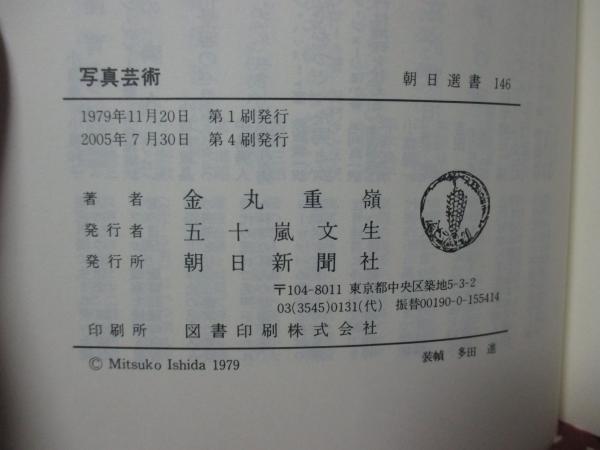 写真芸術 朝日選書 146
1979年11月20日 第1刷発行
2005年7月30日 第4刷発行
著者 金丸重嶺
発行者 五十嵐文生
発行所 朝日新聞社
〒104-8011 東京都中央区築地5-3-2
03(3545)0131(代) 振替00190-0-155414
印刷所 図書印刷株式会社
© Mitsuko Ishida 1979 装幀 多田進